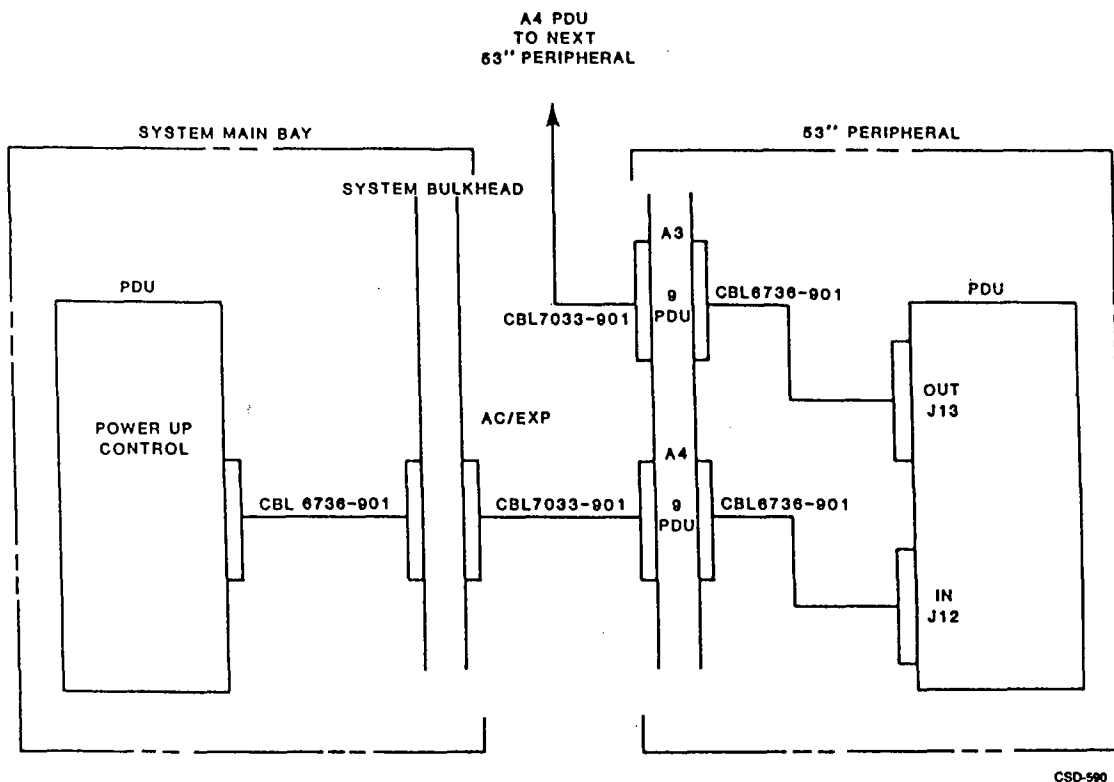 A4 PDU
TO NEXT
53" PERIPHERAL
SYSTEM MAIN BAY
53" PERIPHERAL
SYSTEM BULKHEAD
A3
PDU
9
PDU
CBL6736-901
PDU
CBL7033-901
OUT
J13
POWER UP
CONTROL
AC/EXP
A4
CBL 6736-901
CBL7033-901
9
PDU
CBL6736-901
IN
J12
CSD-590